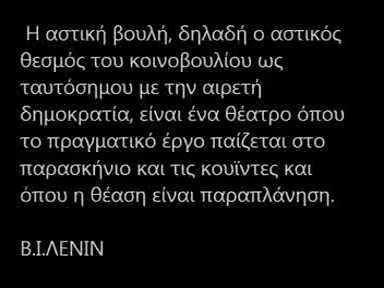 Η αστική βουλή, δηλαδή ο αστικός
θεσμός του κοινοβουλίου ως
ταυτόσημου με την αιρετή
δημοκρατία, είναι ένα θέατρο όπου
το πραγματικό έργο παίζεται στο
παρασκήνιο και τις κουϊντες και
όπου η θέαση είναι παραπλάνηση.
Β.Ι.ΛΕΝΙΝ